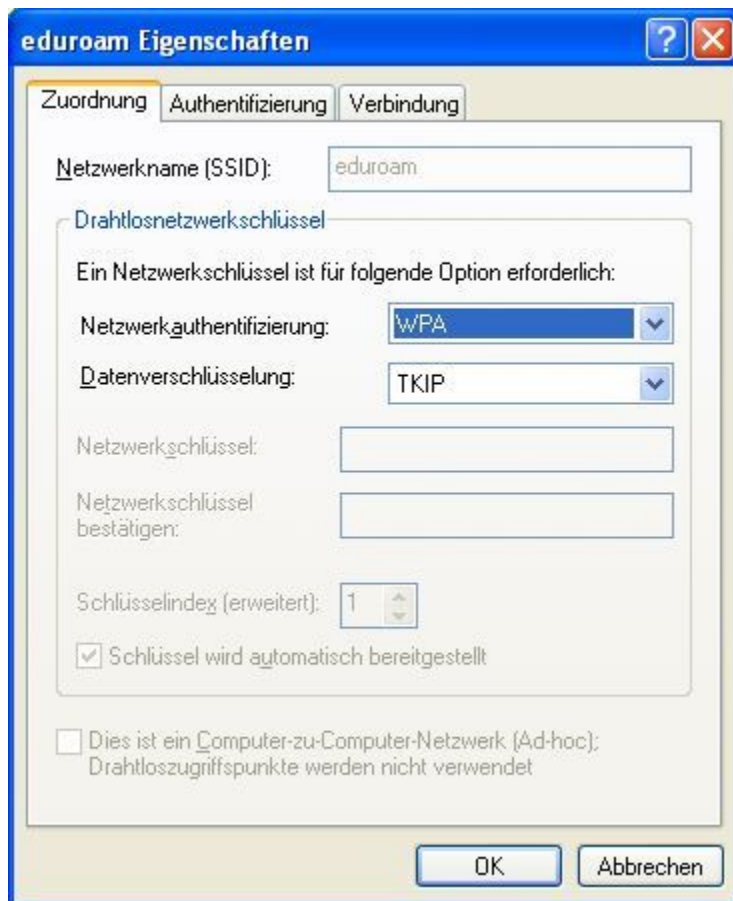 eduroam Eigenschaften
Zuordnung Authentifizierung Verbindung
Netzwerkname (SSID): eduroam
Drahtlosnetzwerkschlüssel
Ein Netzwerkschlüssel ist für folgende Option erforderlich:
Netzwerkauthentifizierung: WPA
Datenverschlüsselung: TKIP
Netzwerkschlüssel:
Netzwerkschlüssel
bestätigen:
Schlüsselindex (erweitert): 1
Schlüssel wird automatisch bereitgestellt
Dies ist ein Computer-zu-Computer-Netzwerk (Ad-hoc);
Drahtloszugriffspunkte werden nicht verwendet
OK Abbrechen